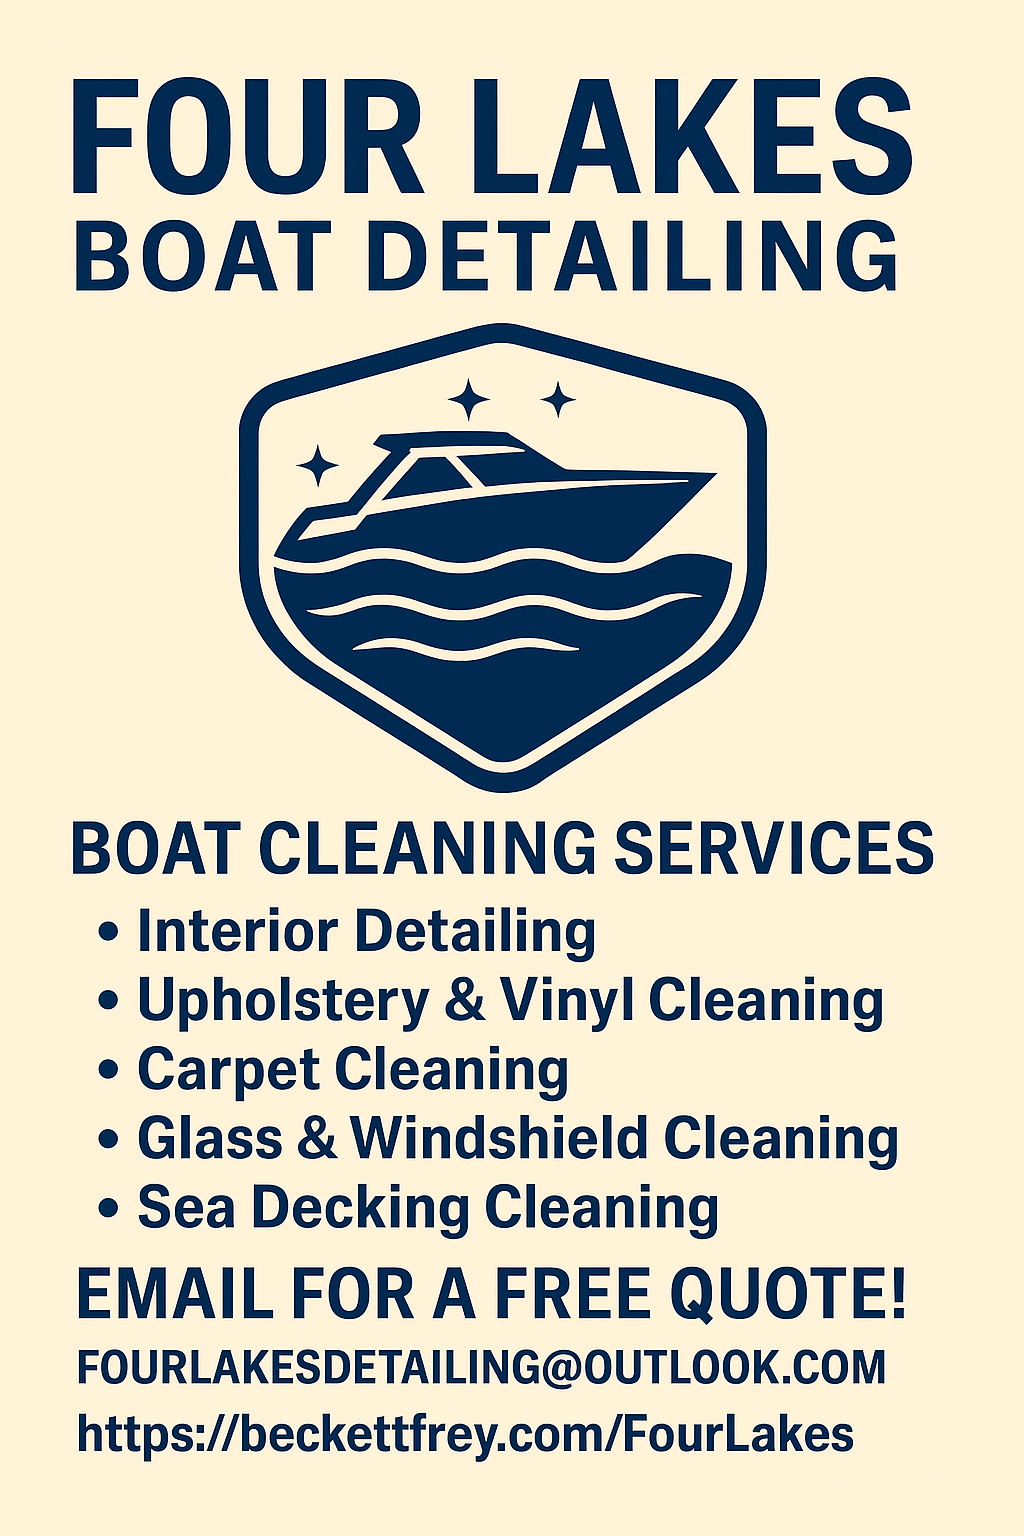 FOUR LAKES
BOAT DETAILING
BOAT CLEANING SERVICES
• Interior Detailing
• Upholstery & Vinyl Cleaning
• Carpet Cleaning
• Glass & Windshield Cleaning
• Sea Decking Cleaning
EMAIL FOR A FREE QUOTE!
FOURLAKESDETAILING@OUTLOOK.COM
https://beckettfrey.com/FourLakes